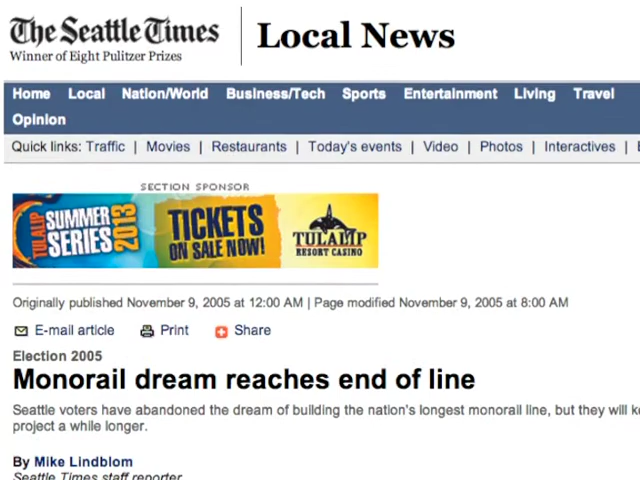 The Seattle Times
Winner of Eight Pulitzer Prizes
Local News
Home Local Nation/World Business/Tech Sports Entertainment Living Travel
Opinion
Quick links: Traffic | Movies | Restaurants | Today's events | Video | Photos | Interactives |
SECTION SPONSOR
TULALIP SUMMER SERIES 2013
TICKETS
ON SALE NOW!
TULALIP
RESORT CASINO
Originally published November 9, 2005 at 12:00 AM | Page modified November 9, 2005 at 8:00 AM
E-mail article Print Share
Election 2005
Monorail dream reaches end of line
Seattle voters have abandoned the dream of building the nation's longest monorail line, but they will
project a while longer.
By Mike Lindblom
Seattle Times staff reporter